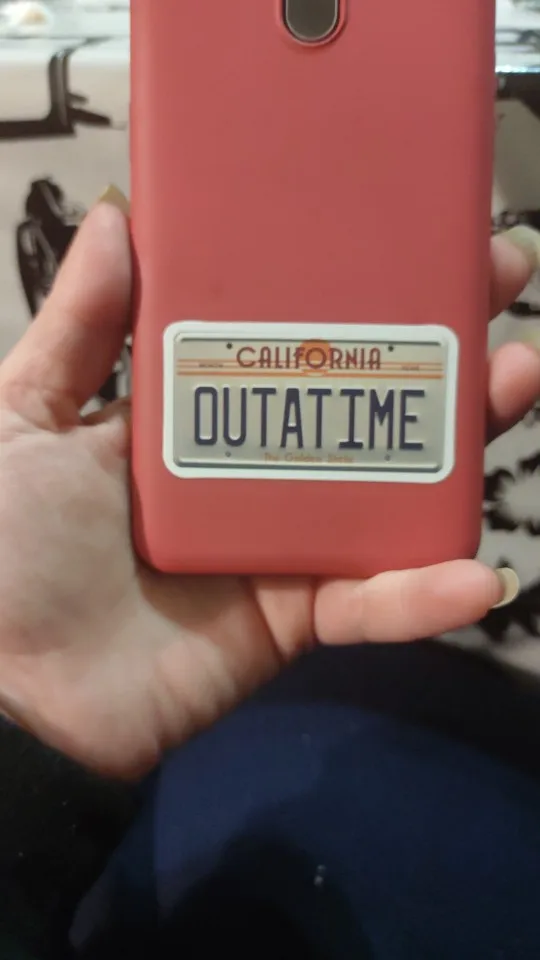 CALIFORNIA
OUTATIME
The Golden State